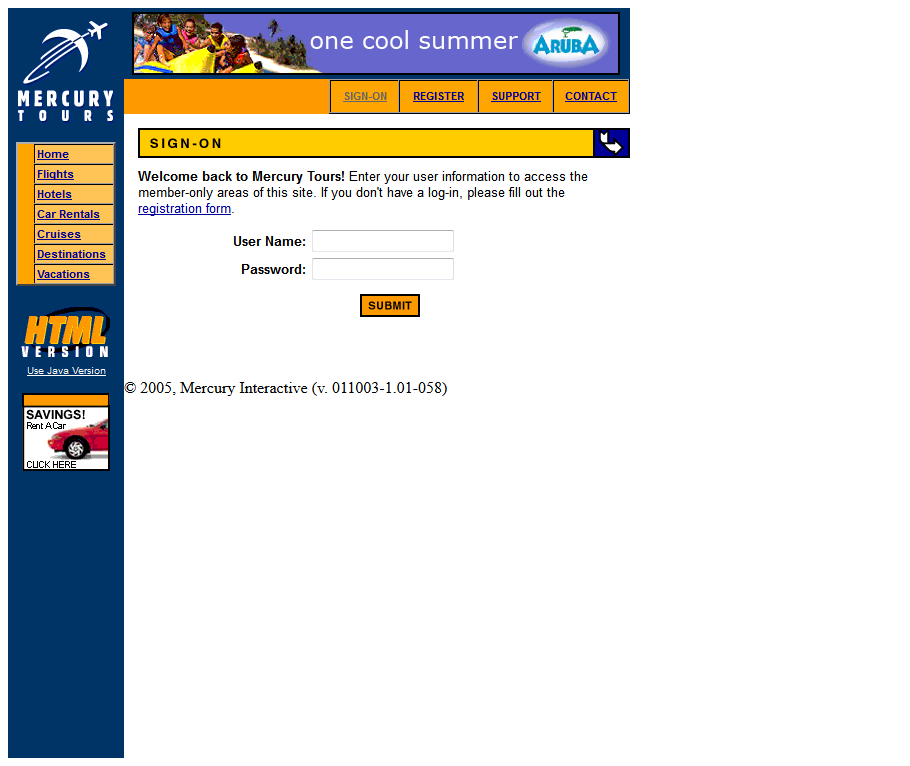 MERCURY
TOURS
one cool summer
ARUBA
SIGN-ON
REGISTER
SUPPORT
CONTACT
Home
Flights
Hotels
Car Rentals
Cruises
Destinations
Vacations
HTML
VERSION
Use Java Version
SAVINGS!
Rent A Car
CLICK HERE
SIGN-ON
Welcome back to Mercury Tours! Enter your user information to access the
member-only areas of this site. If you don't have a log-in, please fill out the
registration form.
User Name:
Password:
SUBMIT
© 2005, Mercury Interactive (v. 011003-1.01-058)